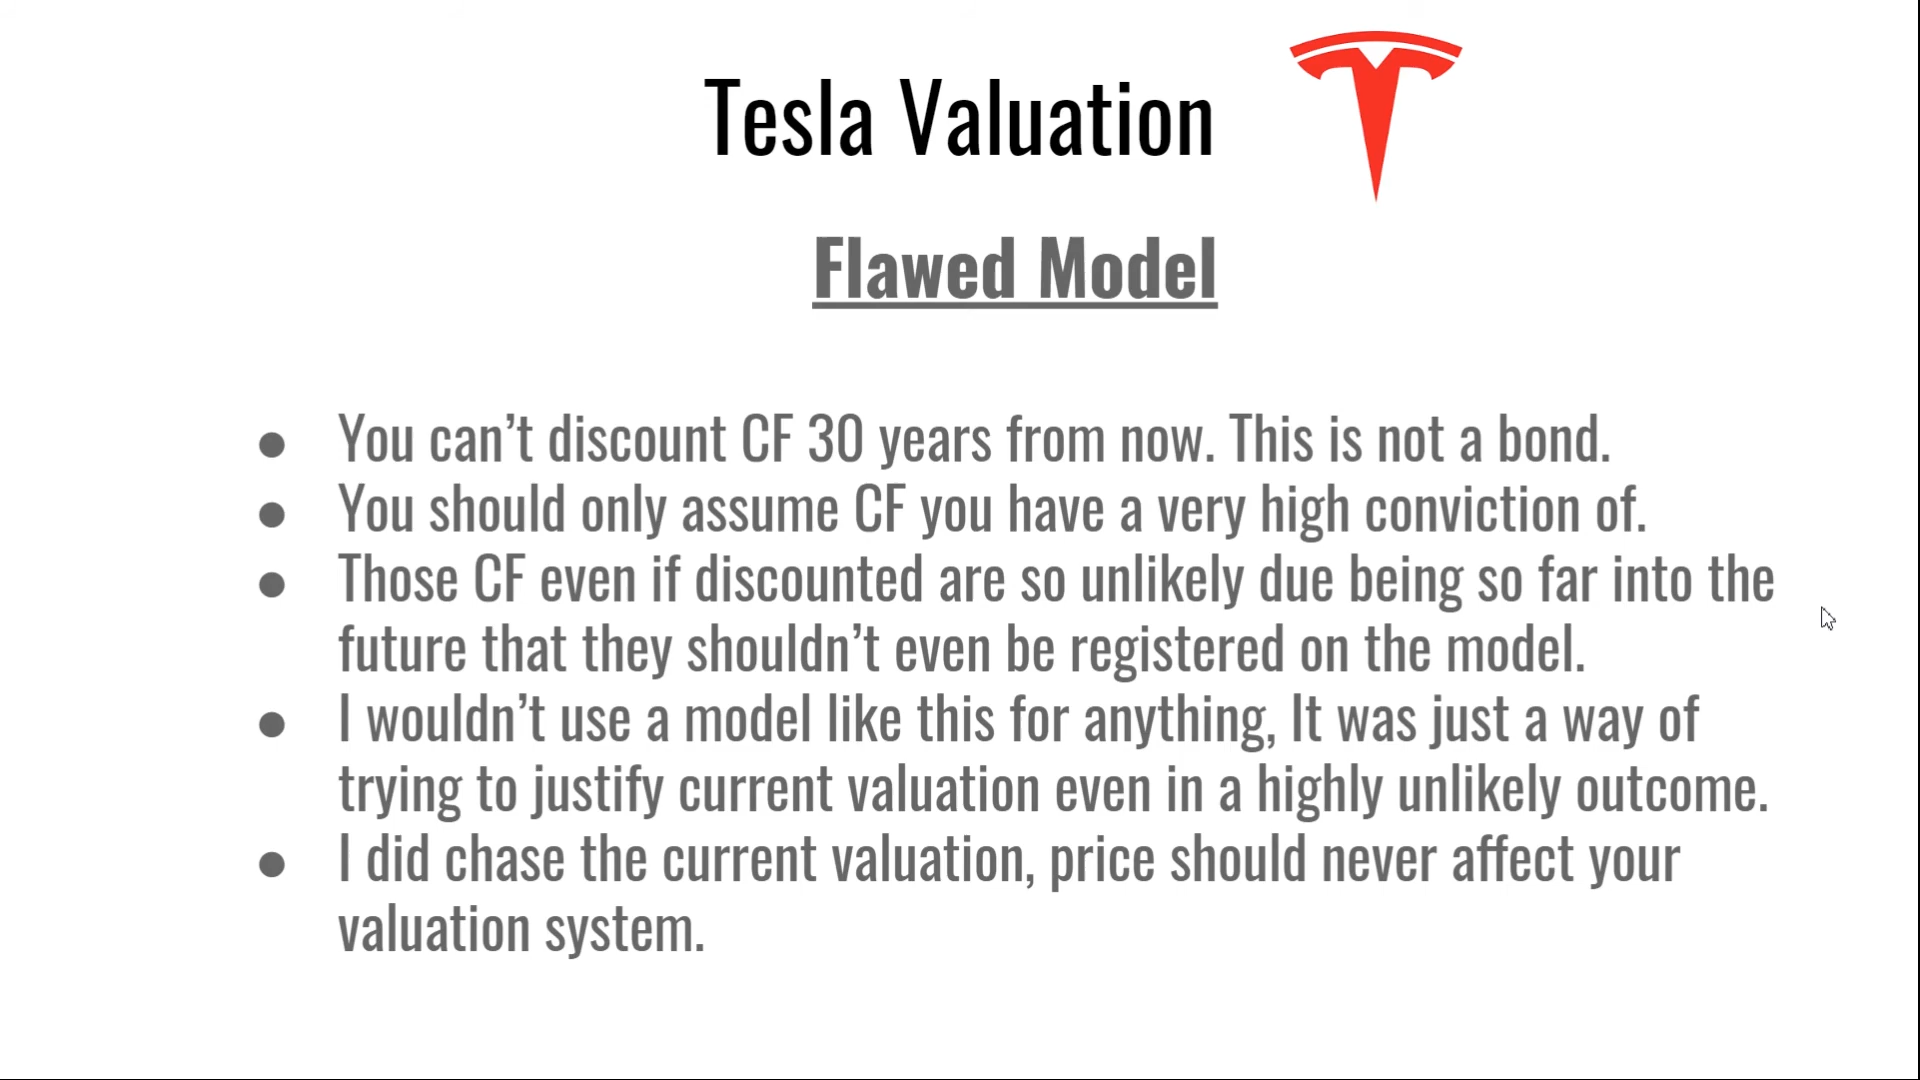 Tesla Valuation
Flawed Model
● You can’t discount CF 30 years from now. This is not a bond.
● You should only assume CF you have a very high conviction of.
● Those CF even if discounted are so unlikely due being so far into the
future that they shouldn’t even be registered on the model.
● I wouldn’t use a model like this for anything, It was just a way of
trying to justify current valuation even in a highly unlikely outcome.
● I did chase the current valuation, price should never affect your
valuation system.